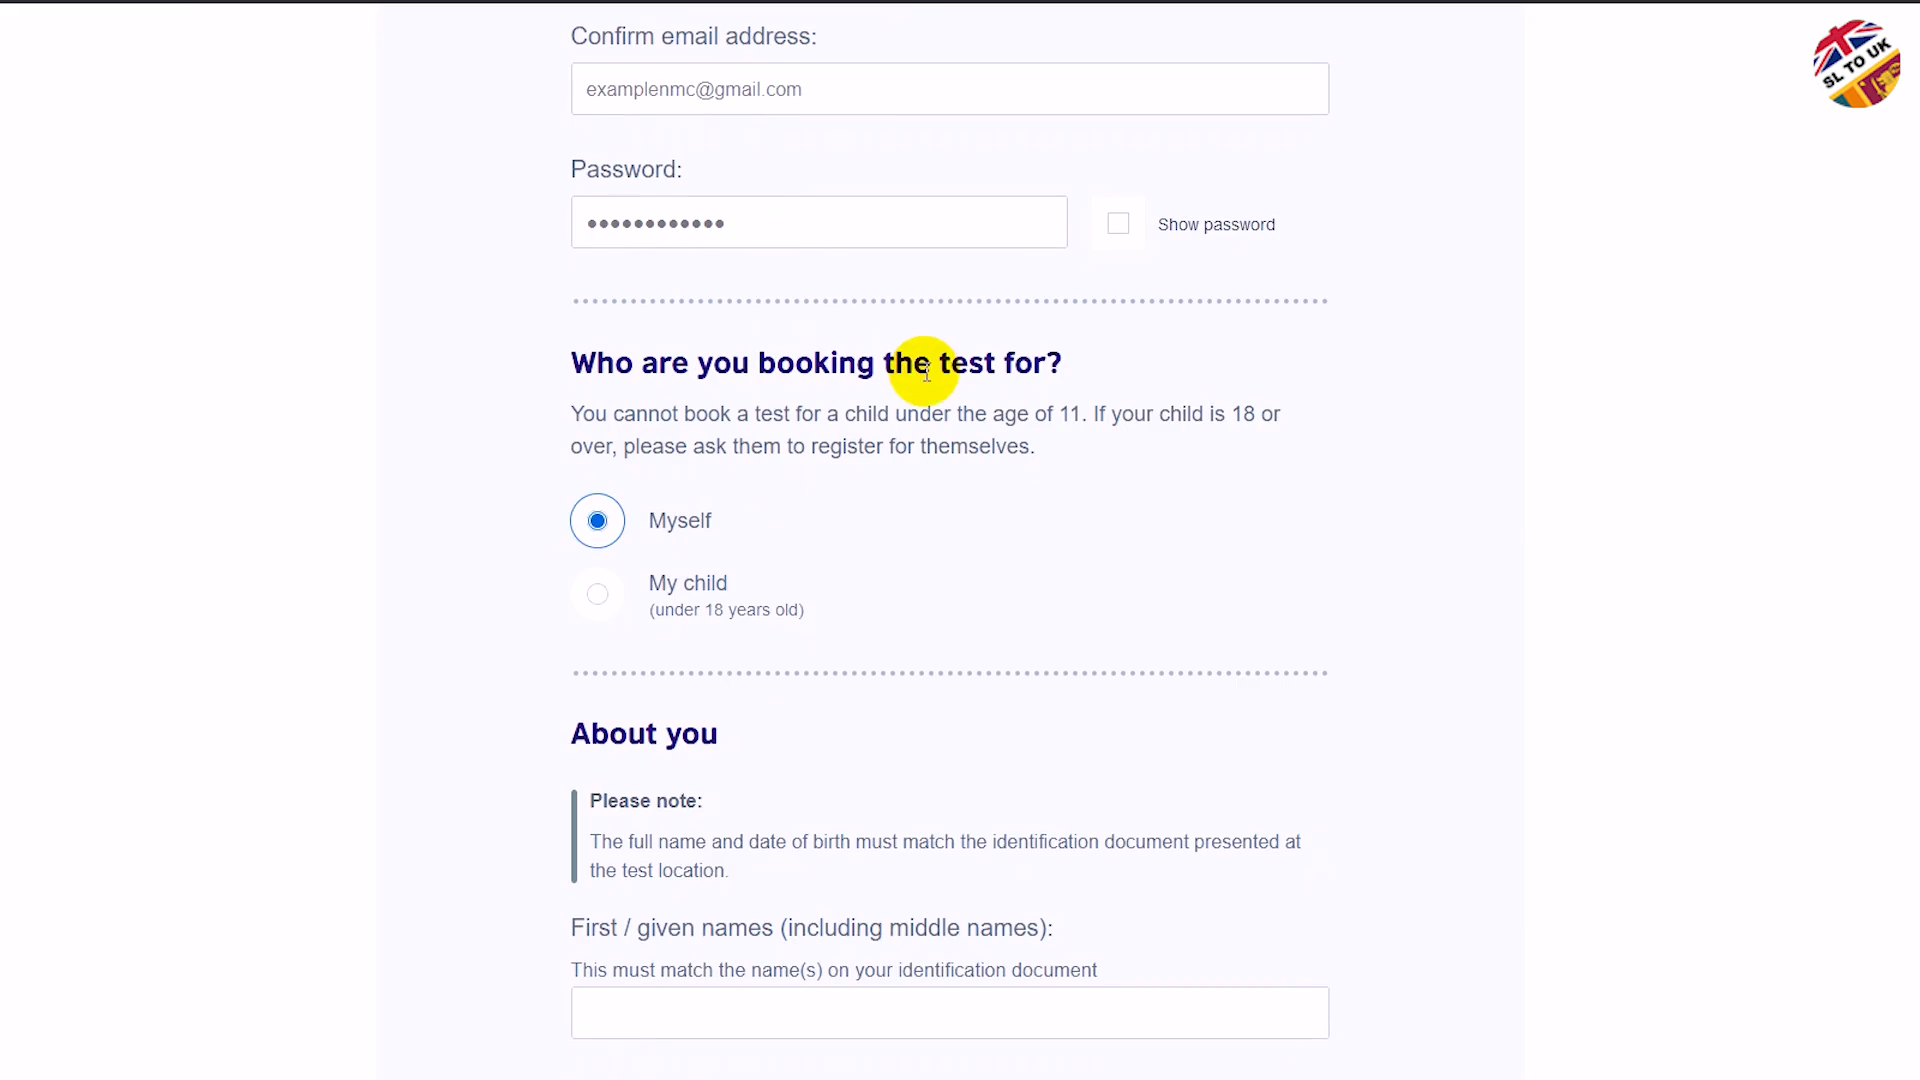 Confirm email address:
examplenmc@gmail.com
SL TO UK
Password:
••••••••••••
Show password
Who are you booking the test for?
You cannot book a test for a child under the age of 11. If your child is 18 or
over, please ask them to register for themselves.
Myself
My child
(under 18 years old)
About you
Please note:
The full name and date of birth must match the identification document presented at
the test location.
First / given names (including middle names):
This must match the name(s) on your identification document